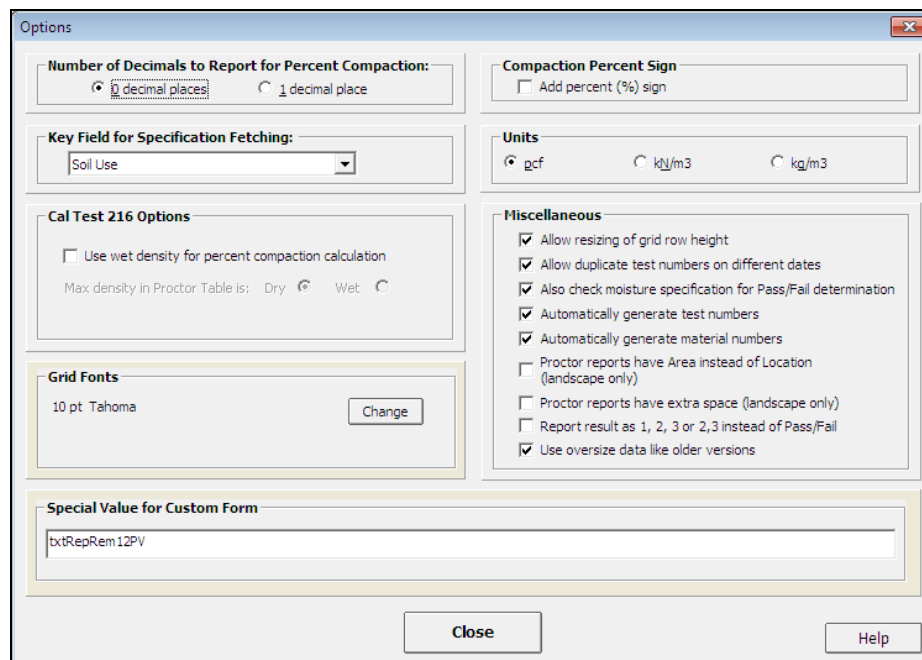 Options
Number of Decimals to Report for Percent Compaction:
0 decimal places 1 decimal place
Compaction Percent Sign
Add percent (%) sign
Key Field for Specification Fetching:
Soil Use
Units
pcf kN/m3 kg/m3
Cal Test 216 Options
Use wet density for percent compaction calculation
Max density in Proctor Table is: Dry Wet
Miscellaneous
Allow resizing of grid row height
Allow duplicate test numbers on different dates
Also check moisture specification for Pass/Fail determination
Automatically generate test numbers
Automatically generate material numbers
Proctor reports have Area instead of Location
(landscape only)
Proctor reports have extra space (landscape only)
Report result as 1, 2, 3 or 2,3 instead of Pass/Fail
Use oversize data like older versions
Grid Fonts
10 pt Tahoma
Change
Special Value for Custom Form
txtRepRem12PV
Close
Help